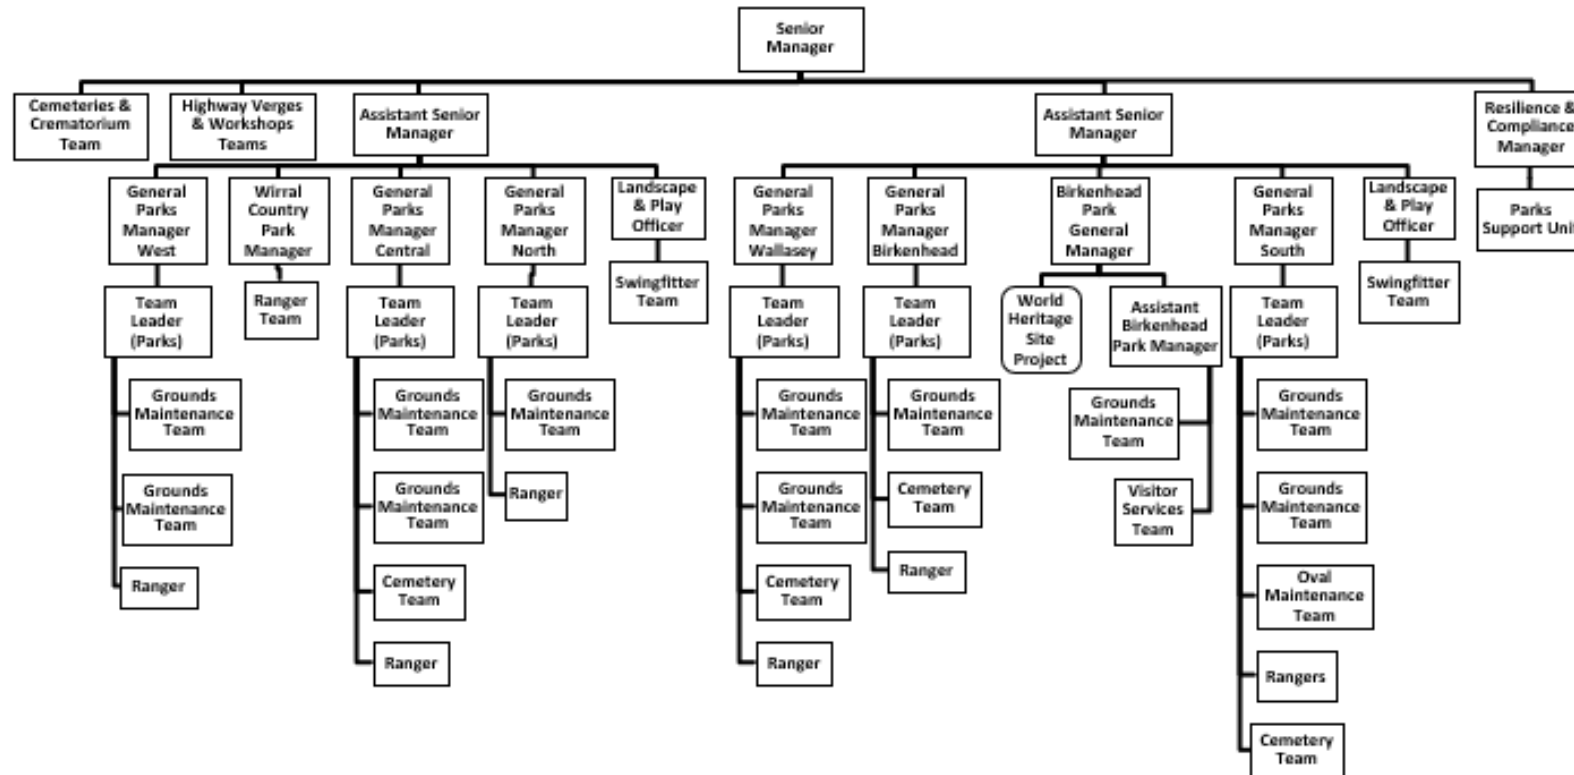 Senior
Manager
Cemeteries &
Crematorium
Team
Highway Verges
& Workshops
Teams
Assistant Senior
Manager
Assistant Senior
Manager
Resilience &
Compliance
Manager
General
Parks
Manager
West
Wirral
Country
Park
Manager
General
Parks
Manager
Central
General
Parks
Manager
North
Landscape
& Play
Officer
General
Parks
Manager
Wallasey
General
Parks
Manager
Birkenhead
Birkenhead
Park
General
Manager
General
Parks
Manager
South
Landscape
& Play
Officer
Parks
Support Unit
Team
Leader
(Parks)
Ranger
Team
Team
Leader
(Parks)
Team
Leader
(Parks)
Swingfitter
Team
Team
Leader
(Parks)
Team
Leader
(Parks)
World
Heritage
Site
Project
Assistant
Birkenhead
Park Manager
Team
Leader
(Parks)
Swingfitter
Team
Grounds
Maintenance
Team
Grounds
Maintenance
Team
Grounds
Maintenance
Team
Grounds
Maintenance
Team
Grounds
Maintenance
Team
Grounds
Maintenance
Team
Grounds
Maintenance
Team
Grounds
Maintenance
Team
Grounds
Maintenance
Team
Ranger
Grounds
Maintenance
Team
Cemetery
Team
Visitor
Services
Team
Grounds
Maintenance
Team
Ranger
Cemetery
Team
Cemetery
Team
Ranger
Oval
Maintenance
Team
Ranger
Ranger
Rangers
Cemetery
Team